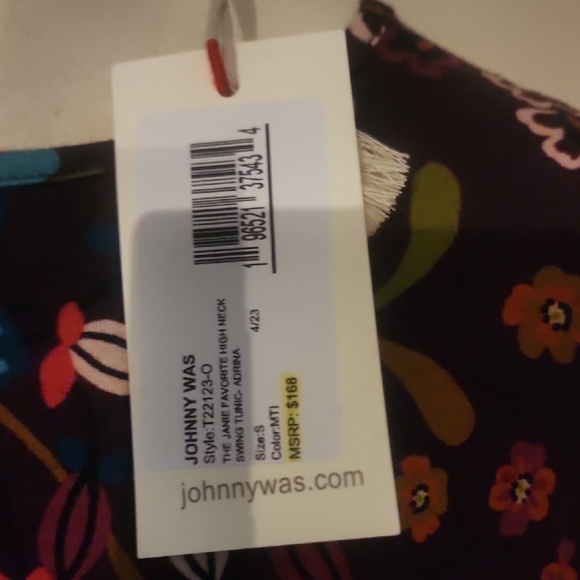 1 96521 37543 4
JOHNNY WAS
Style:T22123-O
THE JANIE FAVORITE HIGH NECK
SWING TUNIC- ADRINA
4/23
Size:S
Color:MTI
MSRP: $168
johnnywas.com